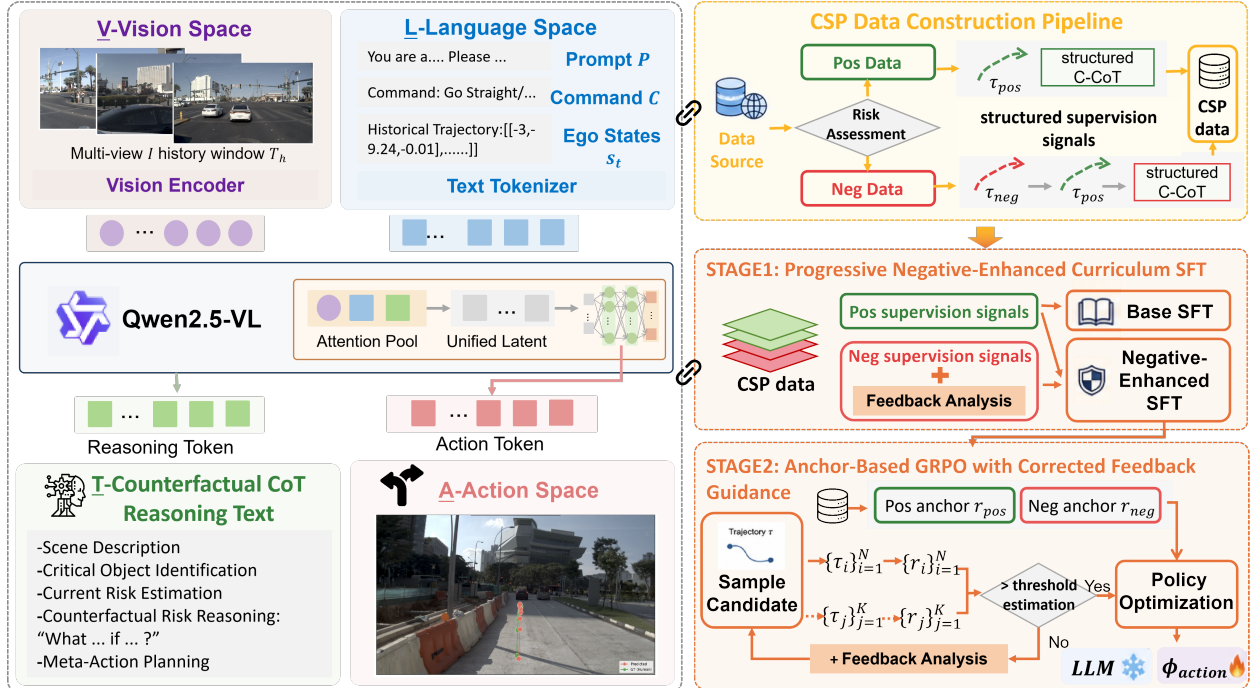 V-Vision Space
Multi-view I history window T_h
Vision Encoder
L-Language Space
You are a.... Please ...
Prompt P
Command: Go Straight/...
Command C
Historical Trajectory:[[-3,-
9.24,-0.01],......]]
Ego States
s_t
Text Tokenizer
...
...
Qwen2.5-VL
...
Attention Pool
Unified Latent
...
Reasoning Token
...
Action Token
T-Counterfactual CoT
Reasoning Text
-Scene Description
-Critical Object Identification
-Current Risk Estimation
-Counterfactual Risk Reasoning:
“What ... if ... ?”
-Meta-Action Planning
A-Action Space
CSP Data Construction Pipeline
Data
Source
Risk
Assessment
Pos Data
Neg Data
τ_pos
structured
C-CoT
structured supervision
signals
τ_neg
τ_pos
structured
C-CoT
CSP
data
STAGE1: Progressive Negative-Enhanced Curriculum SFT
CSP data
Pos supervision signals
Neg supervision signals
+
Feedback Analysis
Base SFT
Negative-
Enhanced
SFT
STAGE2: Anchor-Based GRPO with Corrected Feedback
Guidance
Pos anchor r_pos
Neg anchor r_neg
Trajectory τ
Sample
Candidate
{τ_i}_{i=1}^N
{r_i}_{i=1}^N
{τ_j}_{j=1}^K
{r_j}_{j=1}^K
> threshold
estimation
Yes
No
Policy
Optimization
+ Feedback Analysis
LLM
ϕ_action